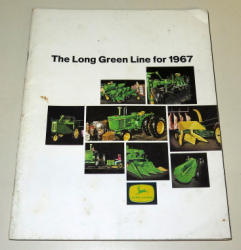 The Long Green Line for 1967